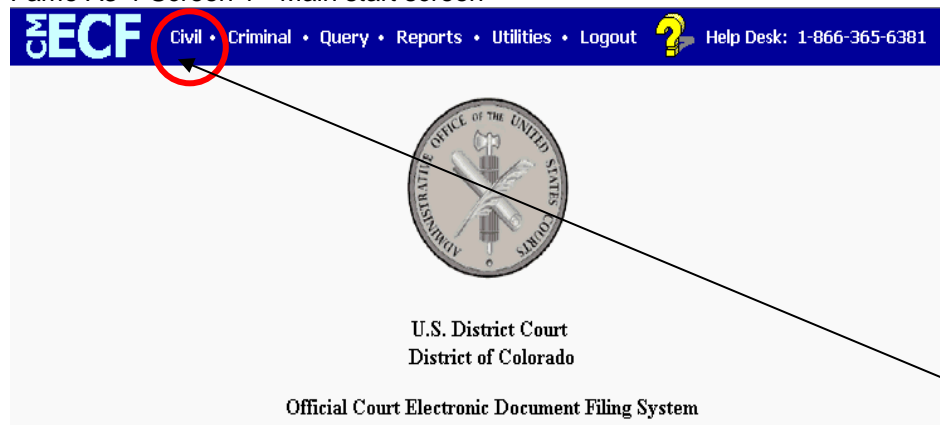 CM ECF Civil • Criminal • Query • Reports • Utilities • Logout Help Desk: 1-866-365-6381
ADMINISTRATIVE OFFICE OF THE UNITED STATES COURTS
U.S. District Court
District of Colorado
Official Court Electronic Document Filing System